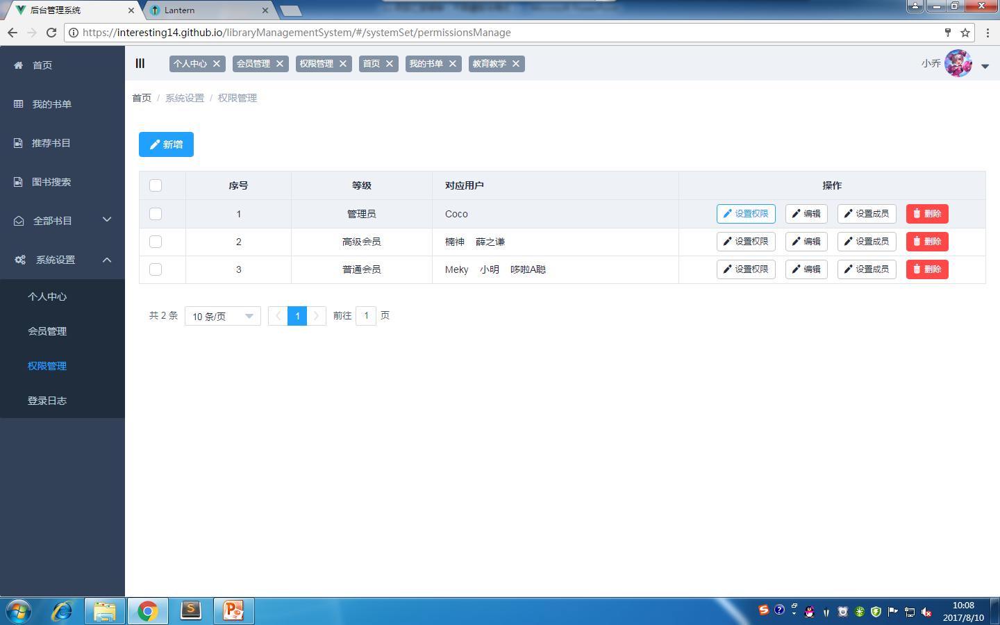 后台管理系统
Lantern
https://interesting14.github.io/libraryManagementSystem/#/systemSet/permissionsManage
首页
我的书单
推荐书目
图书搜索
全部书目
系统设置
个人中心
会员管理
权限管理
登录日志
个人中心 会员管理 权限管理 首页 我的书单 教育教学
小乔
首页 / 系统设置 / 权限管理
新增
序号 等级 对应用户 操作
1 管理员 Coco 设置权限 编辑 设置成员 删除
2 高级会员 楠神 薛之谦 设置权限 编辑 设置成员 删除
3 普通会员 Meky 小明 哆啦A聪 设置权限 编辑 设置成员 删除
共 2 条 10 条/页 1 前往 1 页
10:08
2017/8/10